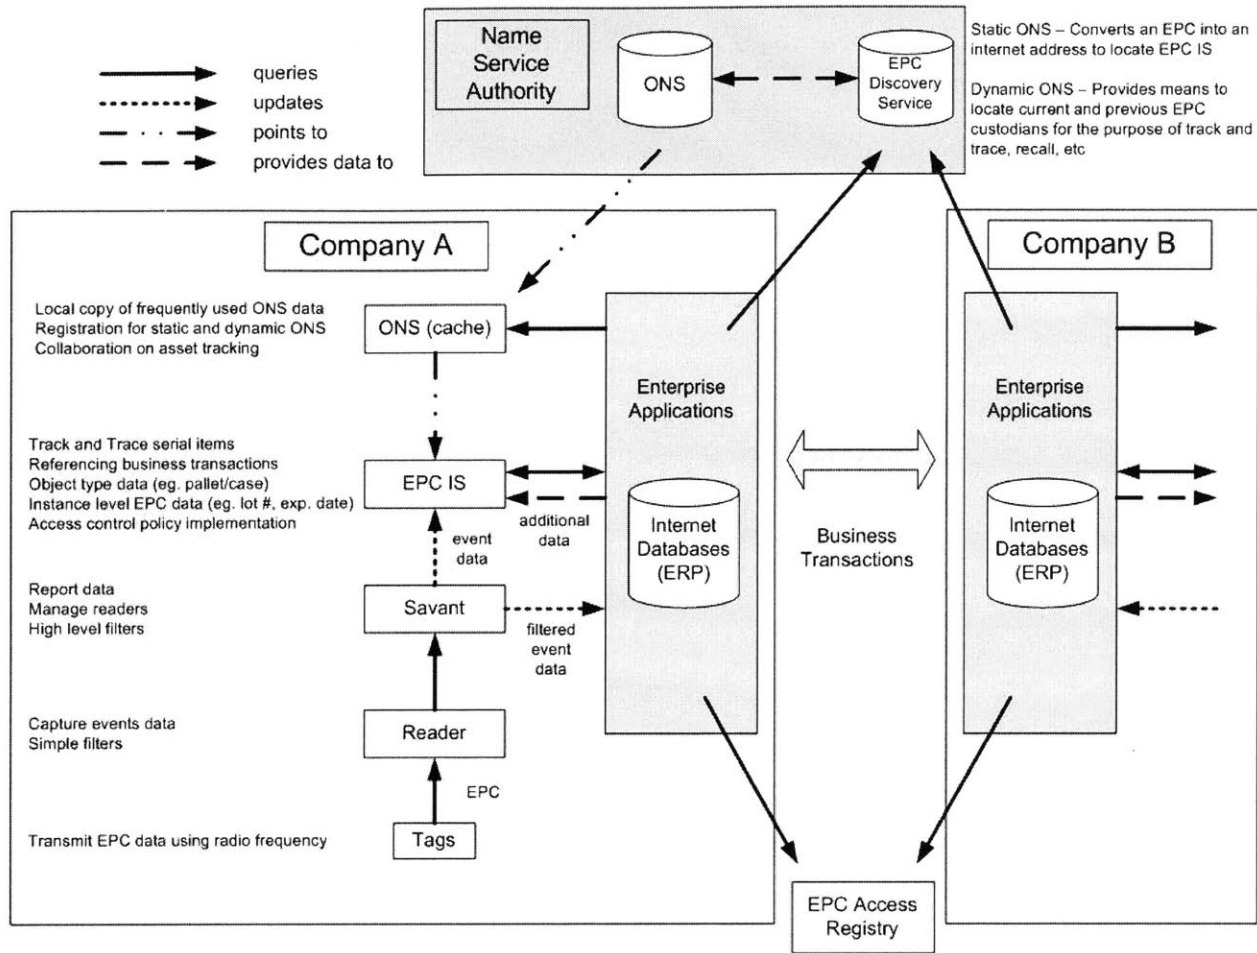 Name
Service
Authority
ONS
EPC
Discovery
Service
Static ONS – Converts an EPC into an
internet address to locate EPC IS
Dynamic ONS – Provides means to
locate current and previous EPC
custodians for the purpose of track and
trace, recall, etc
queries
updates
points to
provides data to
Company A
Company B
Local copy of frequently used ONS data
Registration for static and dynamic ONS
Collaboration on asset tracking
ONS (cache)
Enterprise
Applications
Enterprise
Applications
Track and Trace serial items
Referencing business transactions
Object type data (eg. pallet/case)
Instance level EPC data (eg. lot #, exp. date)
Access control policy implementation
EPC IS
additional
data
event
data
Internet
Databases
(ERP)
Business
Transactions
Internet
Databases
(ERP)
Report data
Manage readers
High level filters
Savant
filtered
event
data
Capture events data
Simple filters
Reader
EPC
Transmit EPC data using radio frequency
Tags
EPC Access
Registry